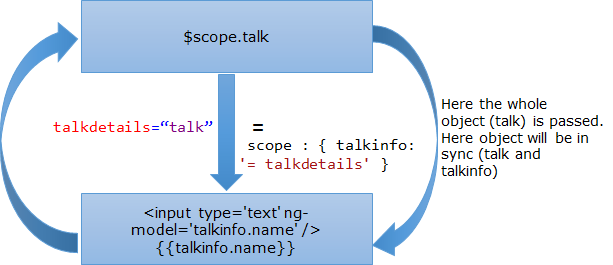 $scope.talk
talkdetails=“talk”
=
scope : { talkinfo:
'= talkdetails' }
Here the whole
object (talk) is passed.
Here object will be in
sync (talk and
talkinfo)
<input type='text' ng-
model='talkinfo.name' />
{{talkinfo.name}}